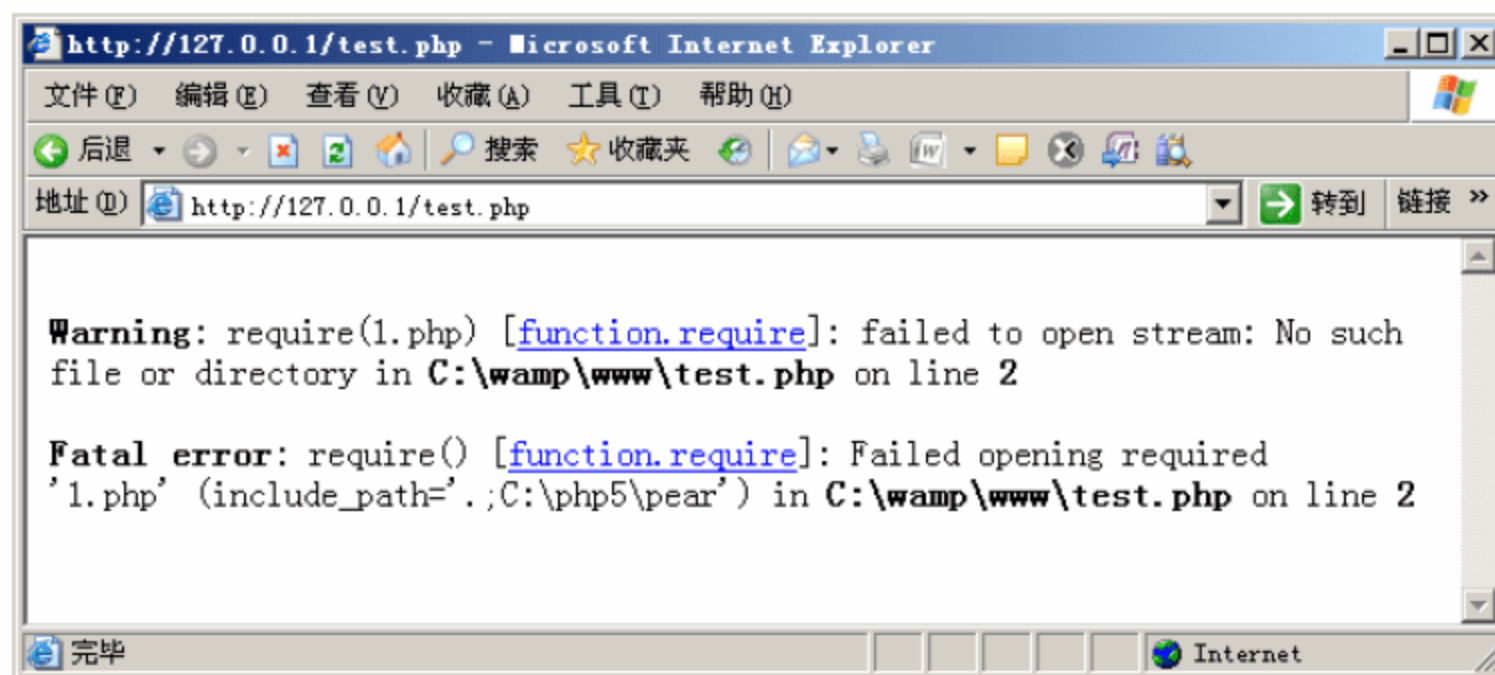 http://127.0.0.1/test.php - Microsoft Internet Explorer
文件(F) 编辑(E) 查看(V) 收藏(A) 工具(T) 帮助(H)
后退 搜索 收藏夹
地址(D) http://127.0.0.1/test.php 转到 链接 »
Warning: require(1.php) [function.require]: failed to open stream: No such
file or directory in C:\wamp\www\test.php on line 2
Fatal error: require() [function.require]: Failed opening required
'1.php' (include_path='.;C:\php5\pear') in C:\wamp\www\test.php on line 2
完毕 Internet